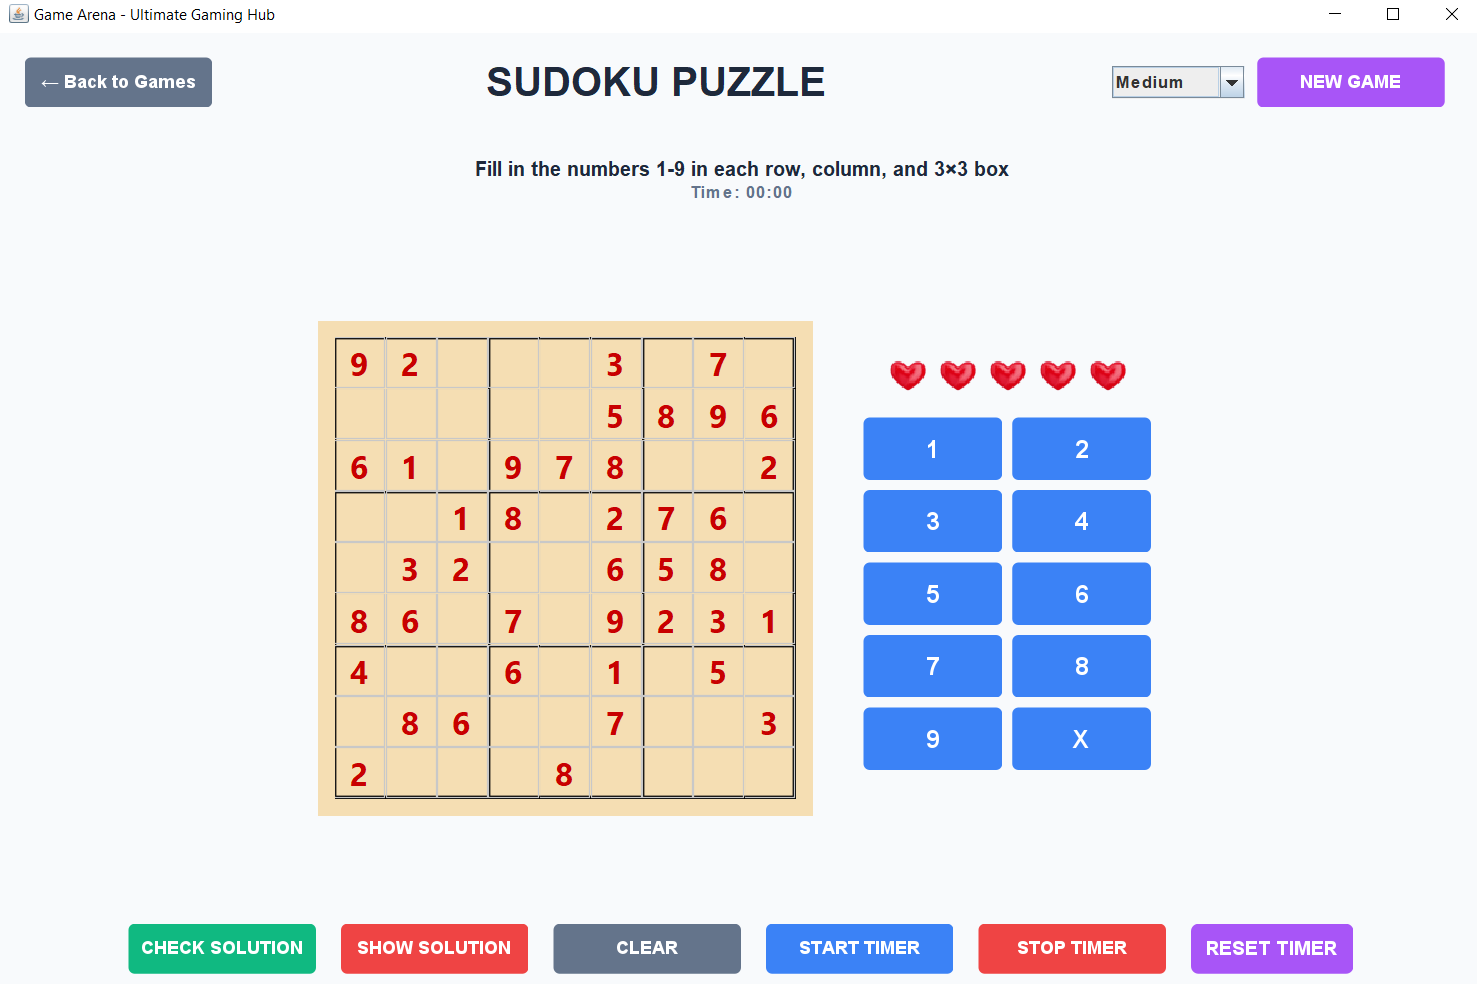 Game Arena - Ultimate Gaming Hub
← Back to Games
SUDOKU PUZZLE
Medium
NEW GAME
Fill in the numbers 1-9 in each row, column, and 3×3 box
Time: 00:00
9 2 3 7
5 8 9 6
6 1 9 7 8 2
1 8 2 7 6
3 2 6 5 8
8 6 7 9 2 3 1
4 6 1 5
8 6 7 3
2 8
1 2
3 4
5 6
7 8
9 X
CHECK SOLUTION
SHOW SOLUTION
CLEAR
START TIMER
STOP TIMER
RESET TIMER